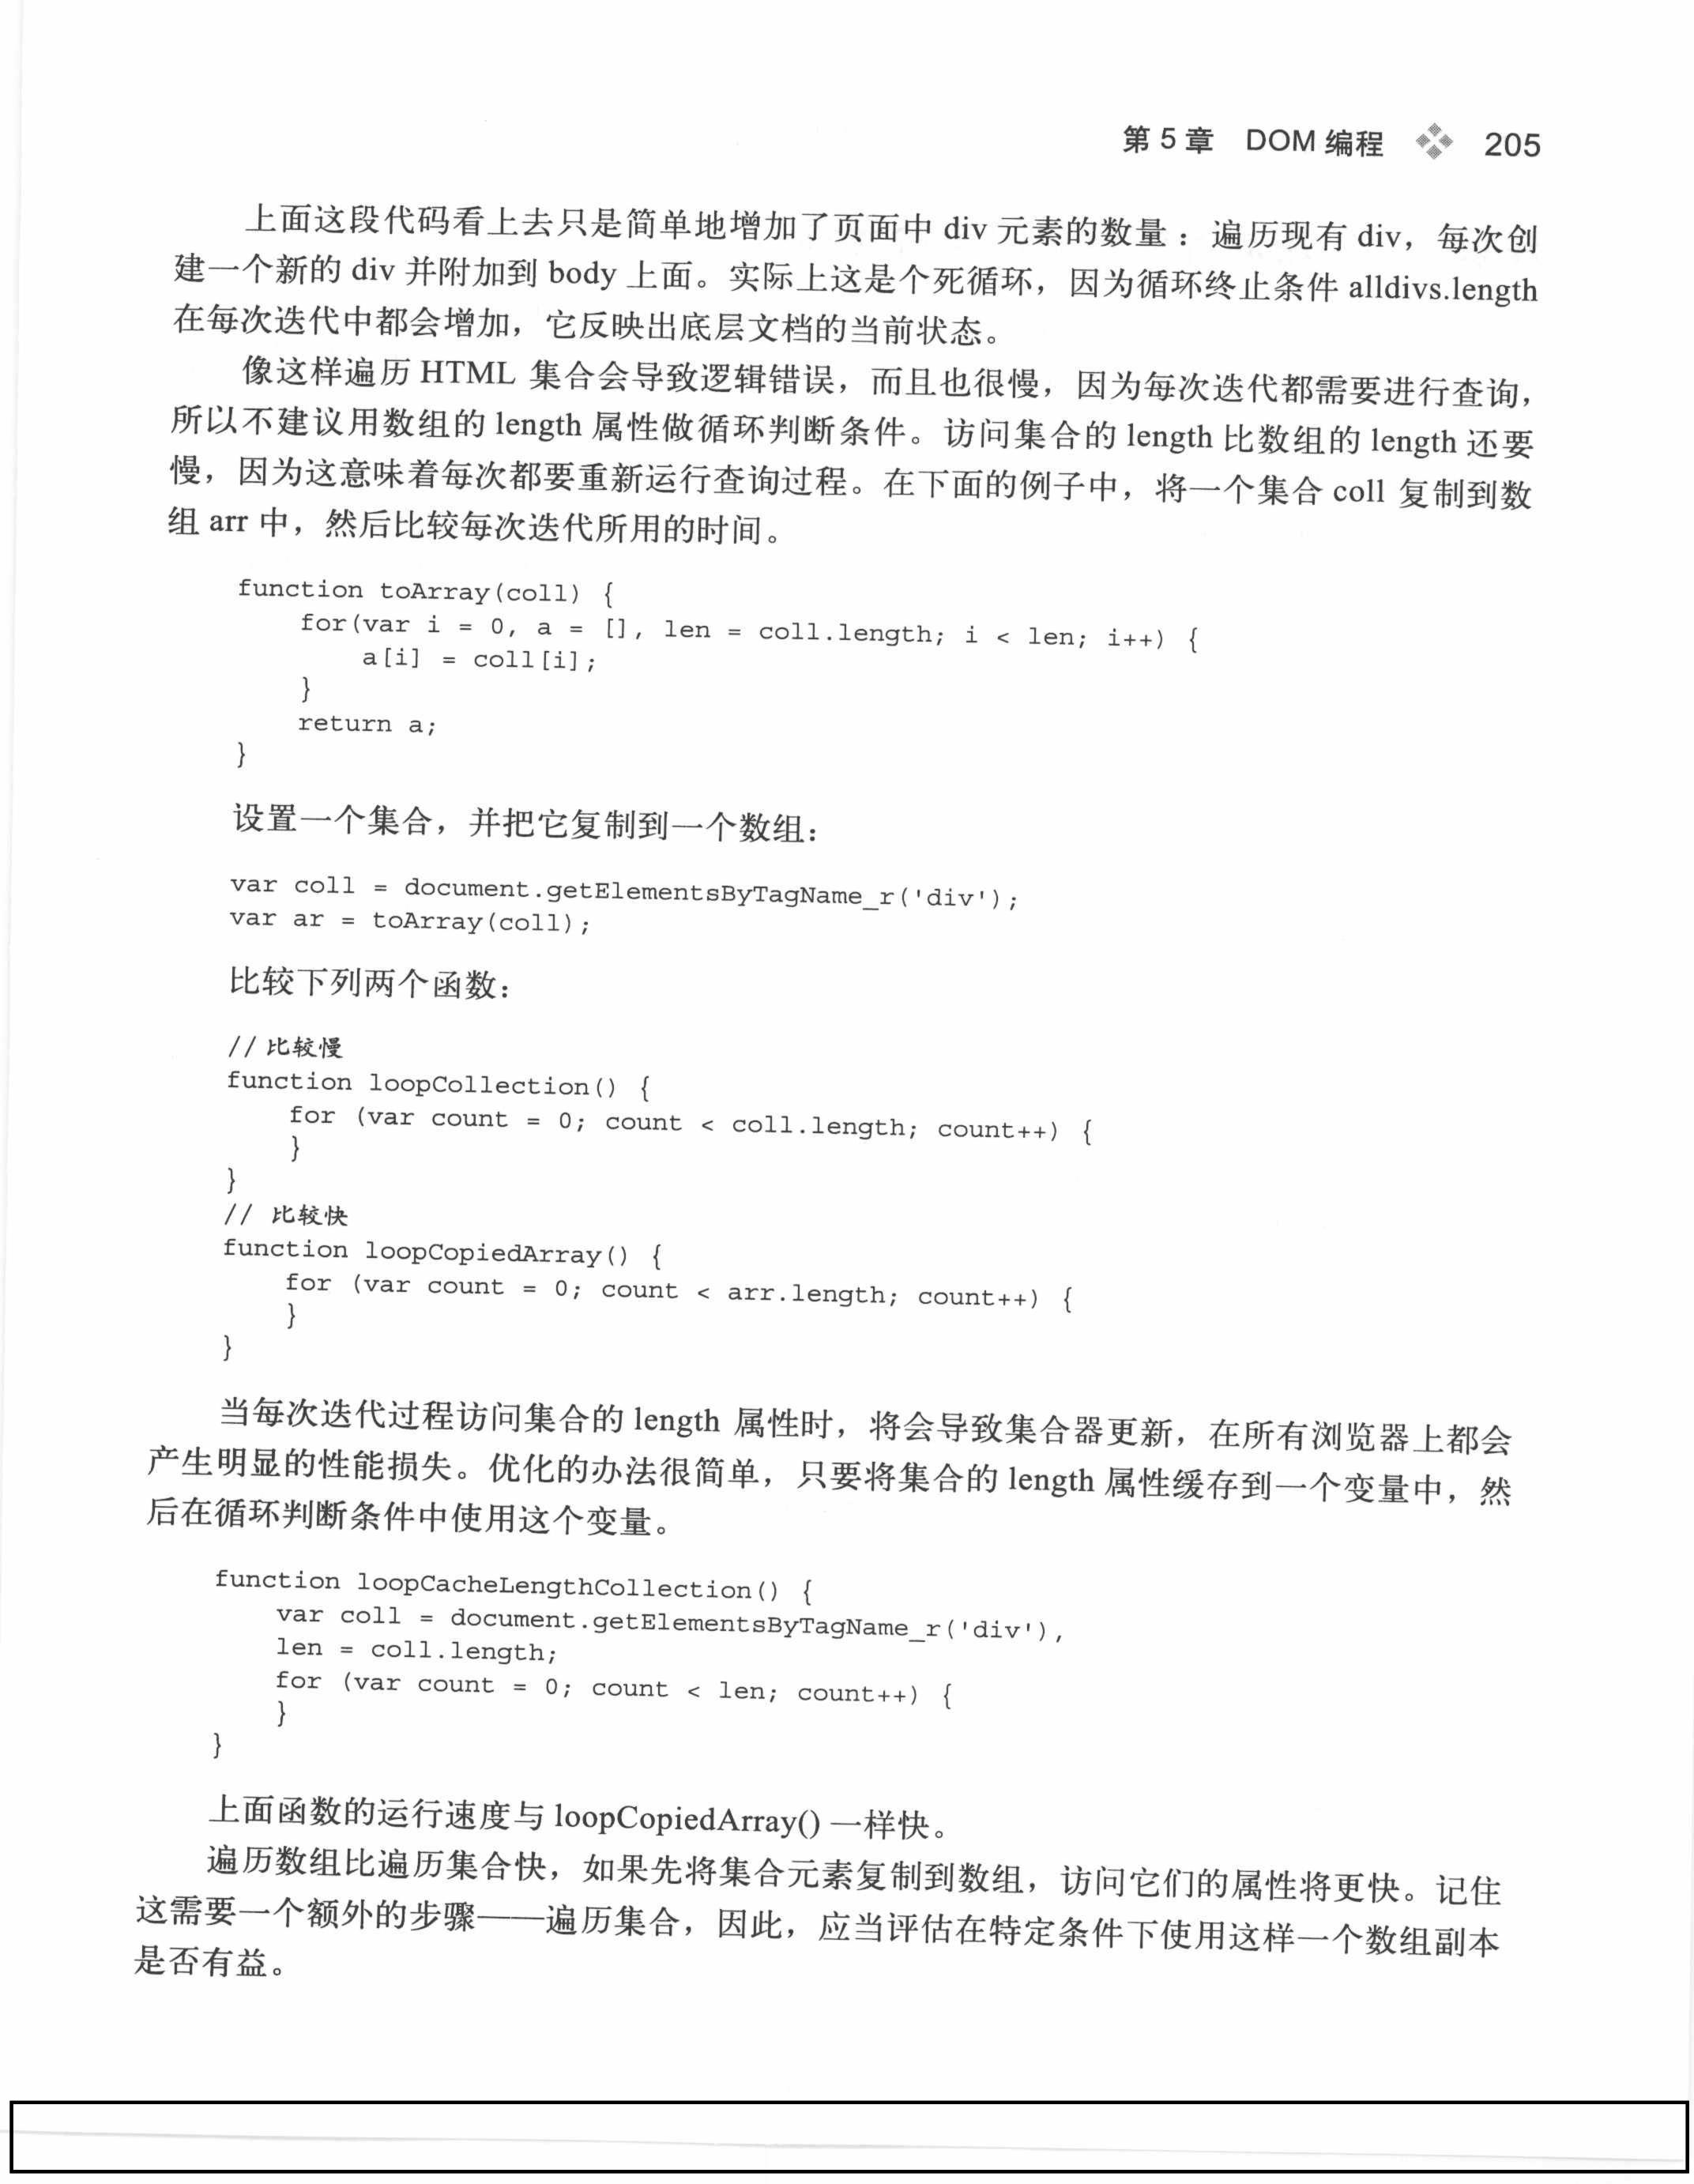 第5章 DOM编程 205
上面这段代码看上去只是简单地增加了页面中 div 元素的数量：遍历现有 div，每次创
建一个新的 div 并附加到 body 上面。实际上这是个死循环，因为循环终止条件 alldivs.length
在每次迭代中都会增加，它反映出底层文档的当前状态。
像这样遍历 HTML 集合会导致逻辑错误，而且也很慢，因为每次迭代都需要进行查询，
所以不建议用数组的 length 属性做循环判断条件。访问集合的 length 比数组的 length 还要
慢，因为这意味着每次都要重新运行查询过程。在下面的例子中，将一个集合 coll 复制到数
组 arr 中，然后比较每次迭代所用的时间。
function toArray(coll) {
    for(var i = 0, a = [], len = coll.length; i < len; i++) {
        a[i] = coll[i];
    }
    return a;
}
设置一个集合，并把它复制到一个数组：
var coll = document.getElementsByTagName_r('div');
var ar = toArray(coll);
比较下列两个函数：
// 比较慢
function loopCollection() {
    for (var count = 0; count < coll.length; count++) {
    }
}
// 比较快
function loopCopiedArray() {
    for (var count = 0; count < arr.length; count++) {
    }
}
当每次迭代过程访问集合的 length 属性时，将会导致集合器更新，在所有浏览器上都会
产生明显的性能损失。优化的办法很简单，只要将集合的 length 属性缓存到一个变量中，然
后在循环判断条件中使用这个变量。
function loopCacheLengthCollection() {
    var coll = document.getElementsByTagName_r('div'),
    len = coll.length;
    for (var count = 0; count < len; count++) {
    }
}
上面函数的运行速度与 loopCopiedArray() 一样快。
遍历数组比遍历集合快，如果先将集合元素复制到数组，访问它们的属性将更快。记住
这需要一个额外的步骤——遍历集合，因此，应当评估在特定条件下使用这样一个数组副本
是否有益。